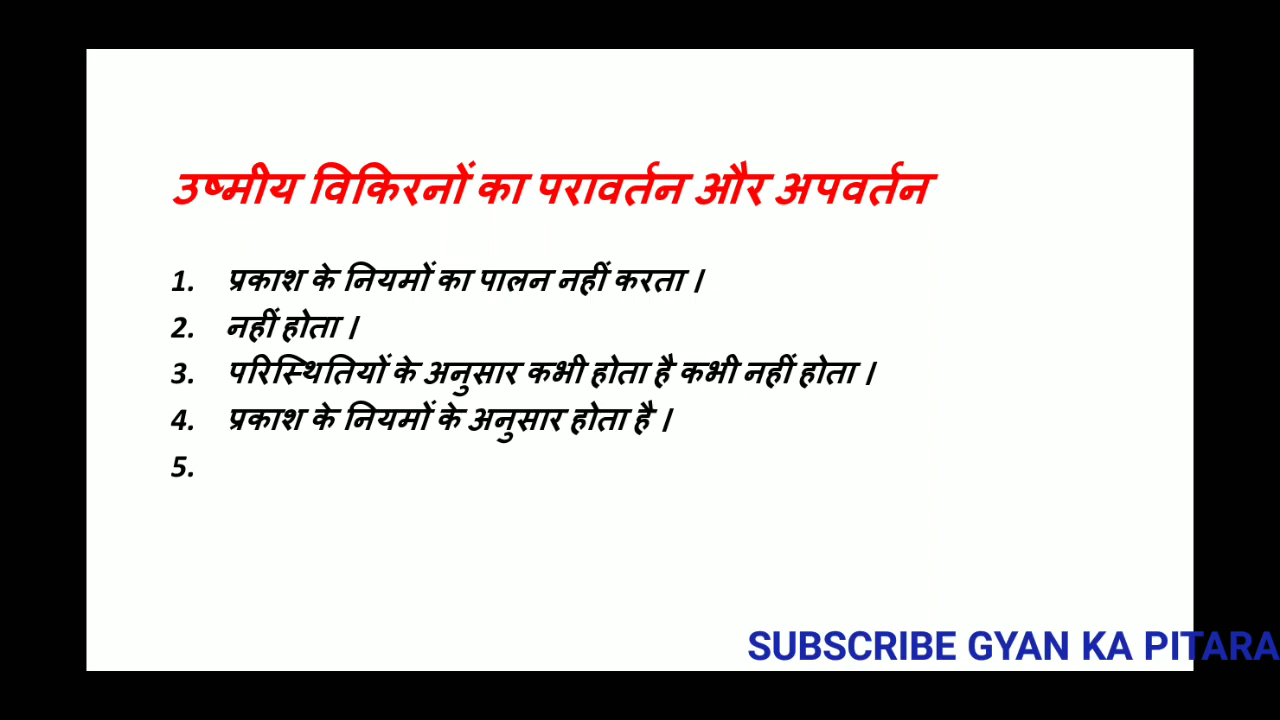 उष्मीय विकिरनों का परावर्तन और अपवर्तन
1. प्रकाश के नियमों का पालन नहीं करता ।
2. नहीं होता ।
3. परिस्थितियों के अनुसार कभी होता है कभी नहीं होता ।
4. प्रकाश के नियमों के अनुसार होता है ।
5.
SUBSCRIBE GYAN KA PITARA